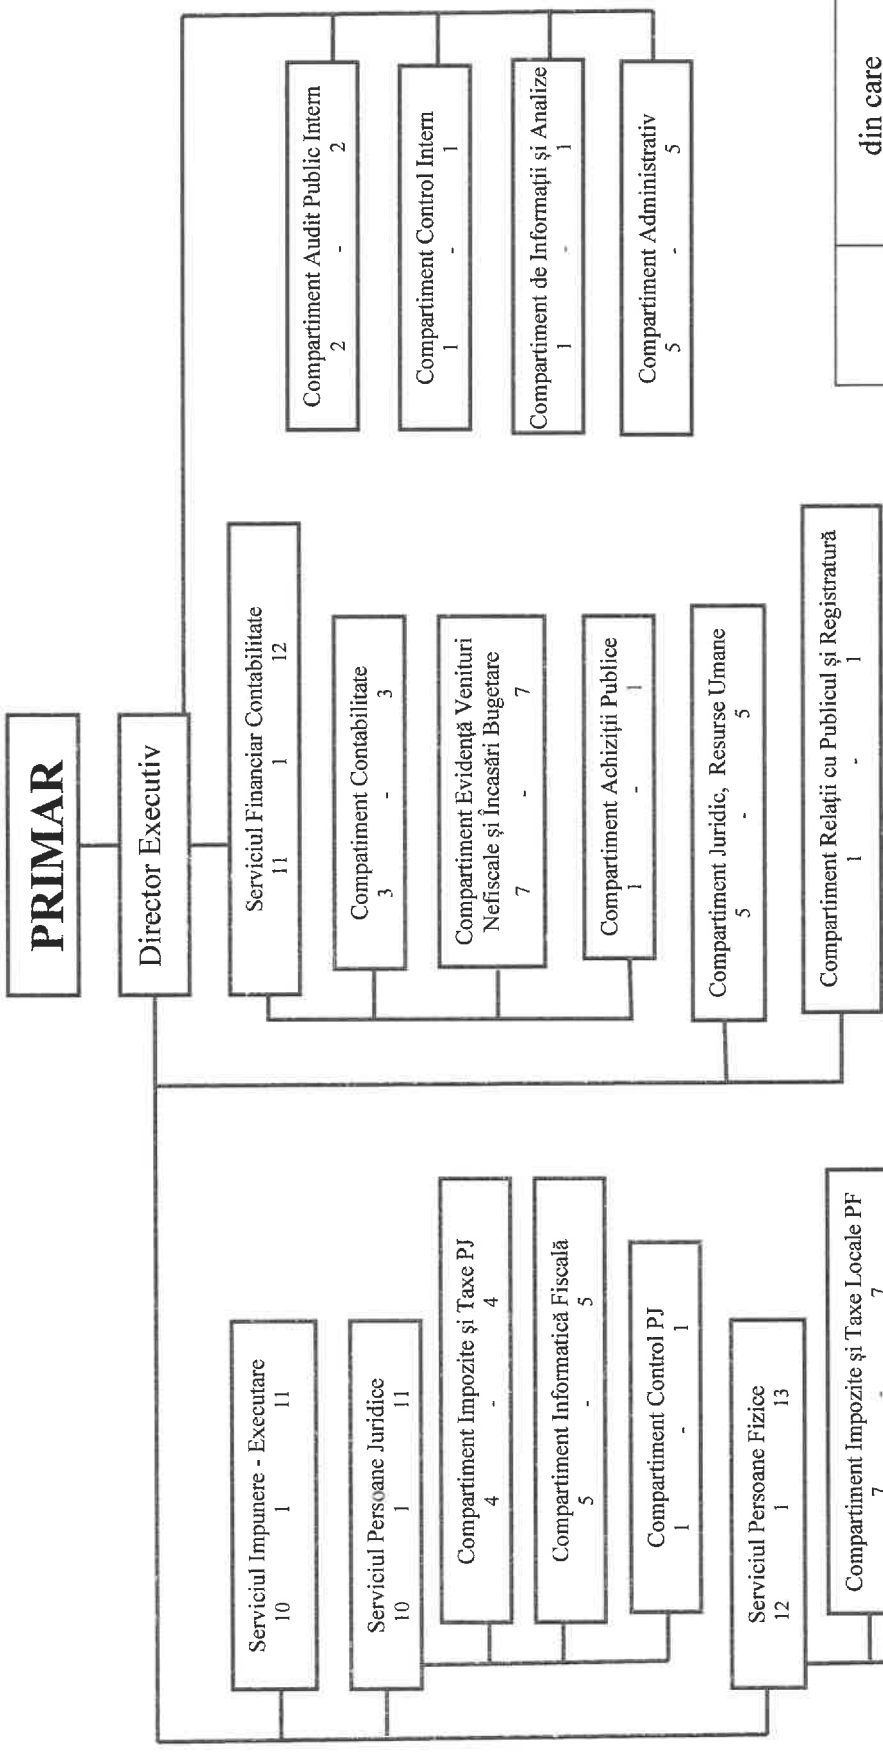 PRIMAR
Director Executiv
Serviciul Impunere - Executare
10 1 11
Serviciul Persoane Juridice
10 1 11
Compartiment Impozite și Taxe PJ
4 - 4
Compartiment Informatică Fiscală
5 - 5
Compartiment Control PJ
1 - 1
Serviciul Persoane Fizice
12 1 13
Compartiment Impozite și Taxe Locale PF
7 - 7
Serviciul Financiar Contabilitate
11 1 12
Compatiment Contabilitate
3 - 3
Compartiment Evidență Venituri
Nefiscale și Încasări Bugetare
7 - 7
Compartiment Achiziții Publice
1 - 1
Compartiment Juridic, Resurse Umane
5 - 5
Compartiment Relații cu Publicul și Registratură
1 - 1
Compartiment Audit Public Intern
2 - 2
Compartiment Control Intern
1 - 1
Compartiment de Informații și Analize
1 - 1
Compartiment Administrativ
5 - 5
din care